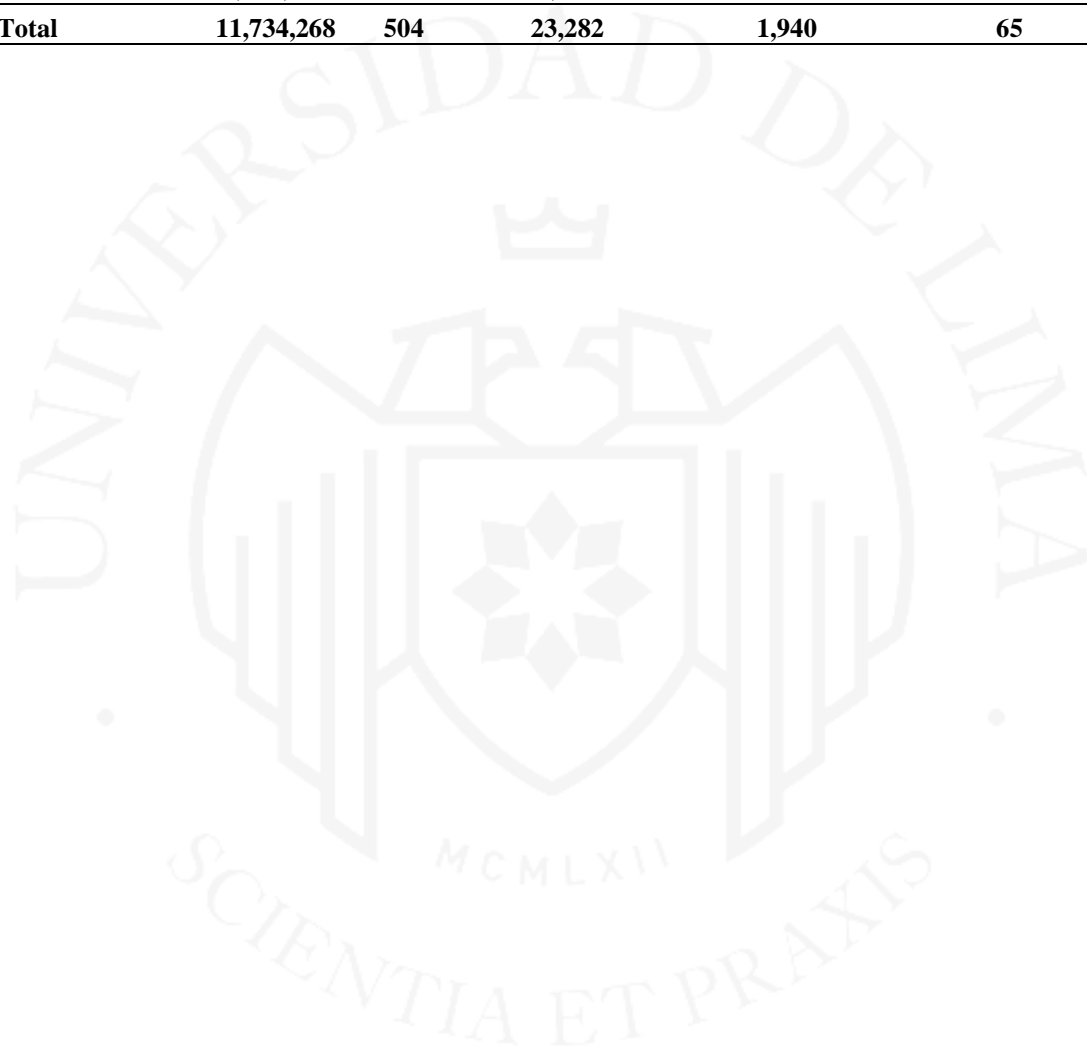 Total 11,734,268 504 23,282 1,940 65
UNIVERSIDAD DE LIMA
MCMLXII
SCIENTIA ET PRAXIS